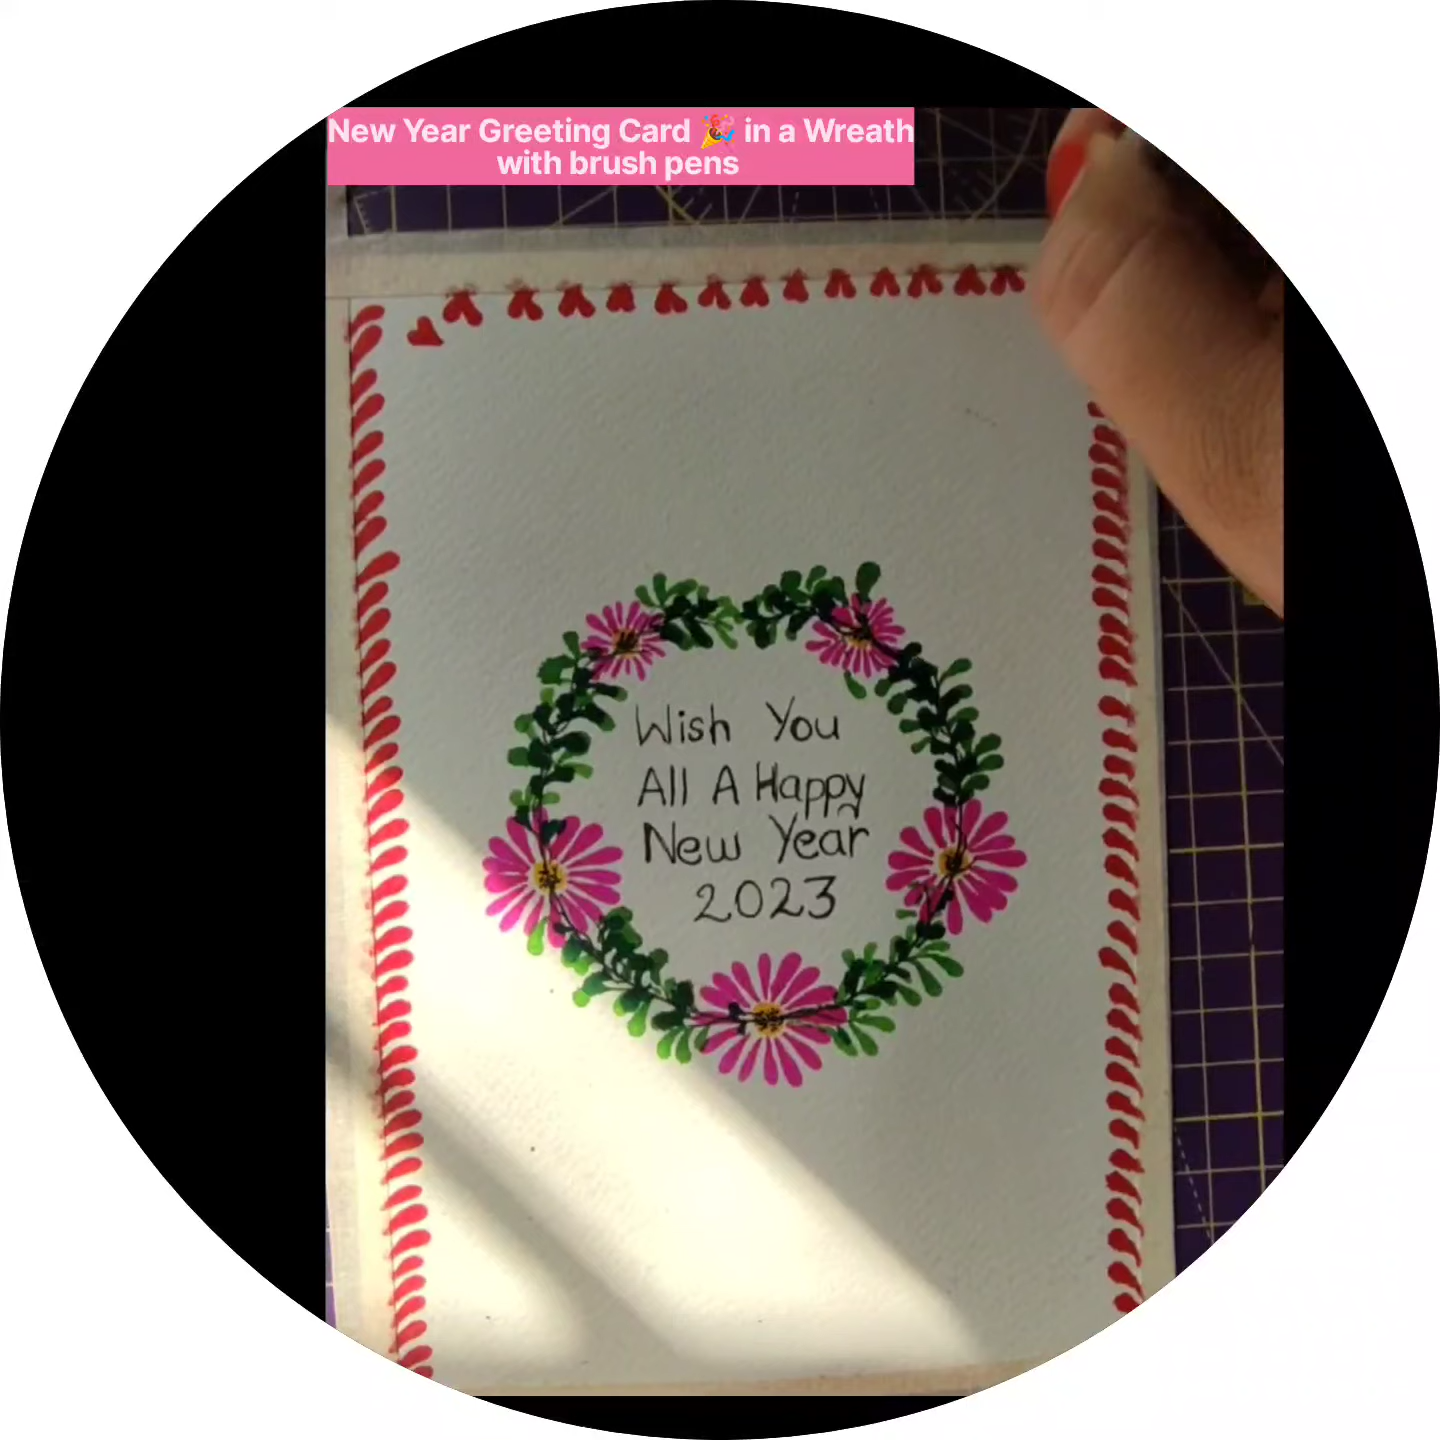 New Year Greeting Card 🎉 in a Wreath
with brush pens
Wish You
All A Happy
New Year
2023